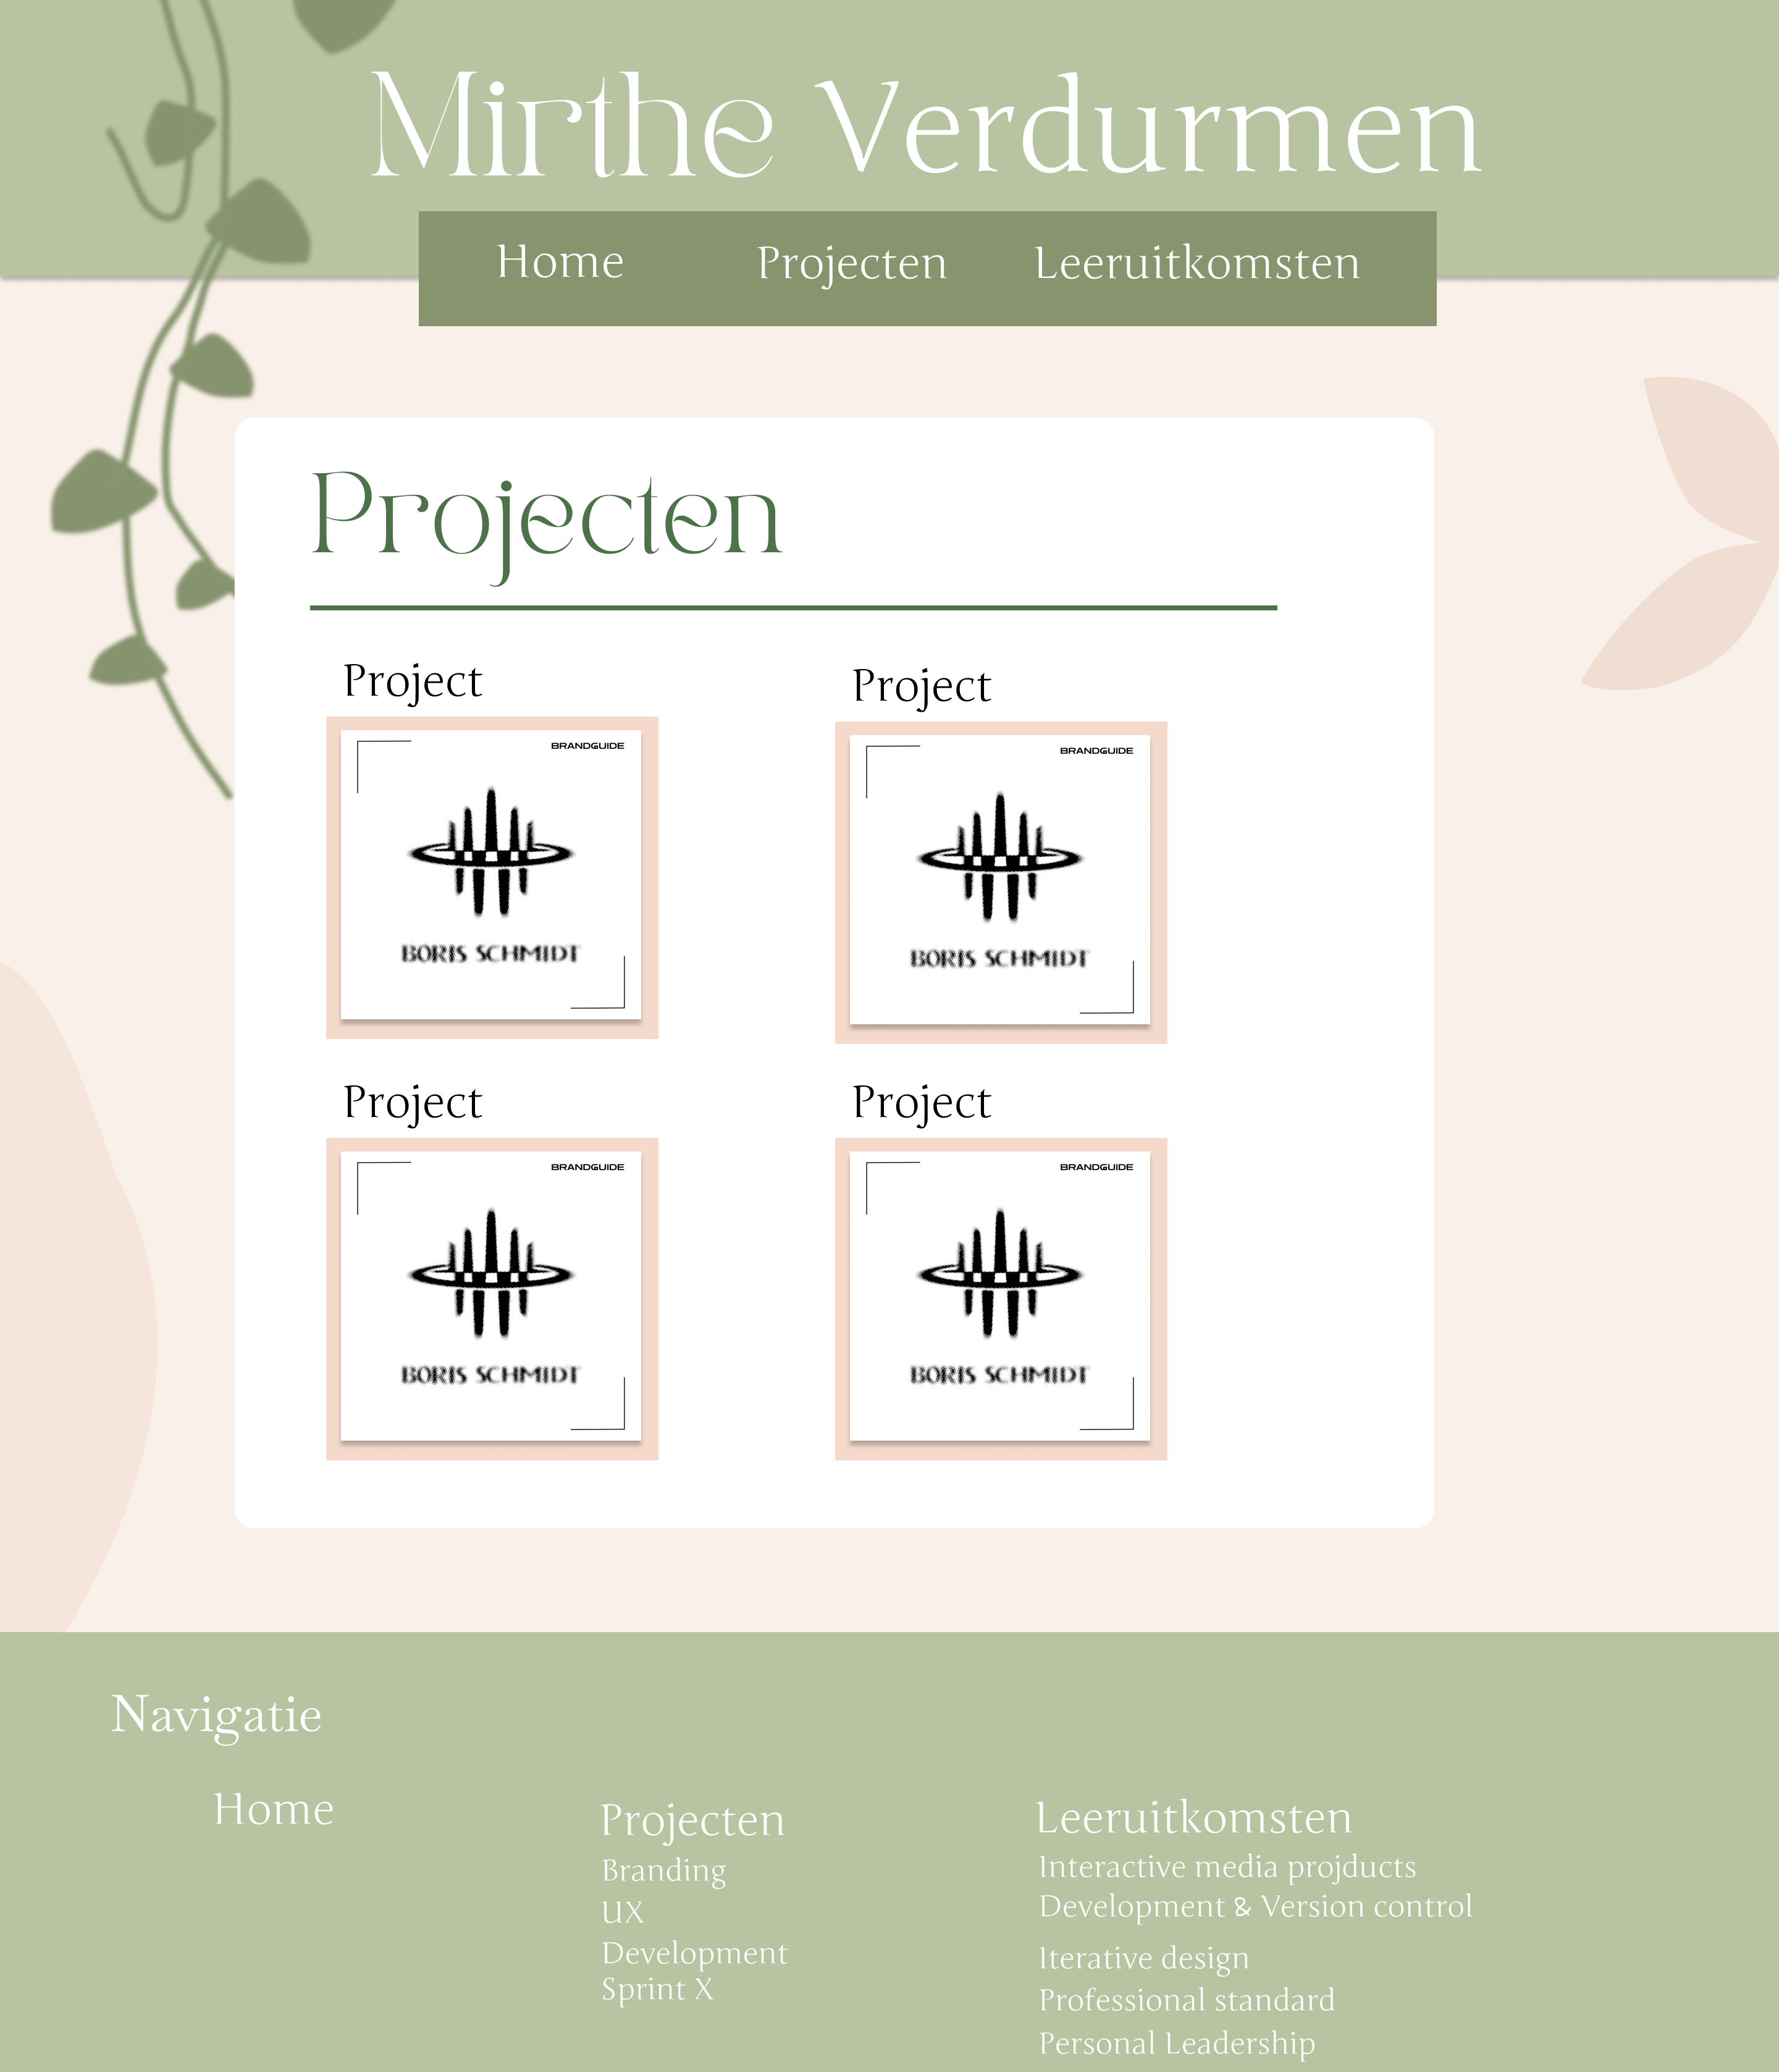 Mirthe Verdurmen
Home Projecten Leeruitkomsten
Projecten
Project
BRANDGUIDE
BORIS SCHMIDT
Project
BRANDGUIDE
BORIS SCHMIDT
Project
BRANDGUIDE
BORIS SCHMIDT
Project
BRANDGUIDE
BORIS SCHMIDT
Navigatie
Home
Projecten
Branding
UX
Development
Sprint X
Leeruitkomsten
Interactive media projducts
Development & Version control
Iterative design
Professional standard
Personal Leadership